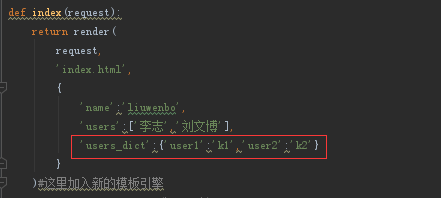 def index(request):
return render(
request,
'index.html',
{
'name':'liuwenbo',
'users':['李志','刘文博'],
'users_dict':{'user1':'k1','user2':'k2'}
}
)#这里加入新的模板引擎